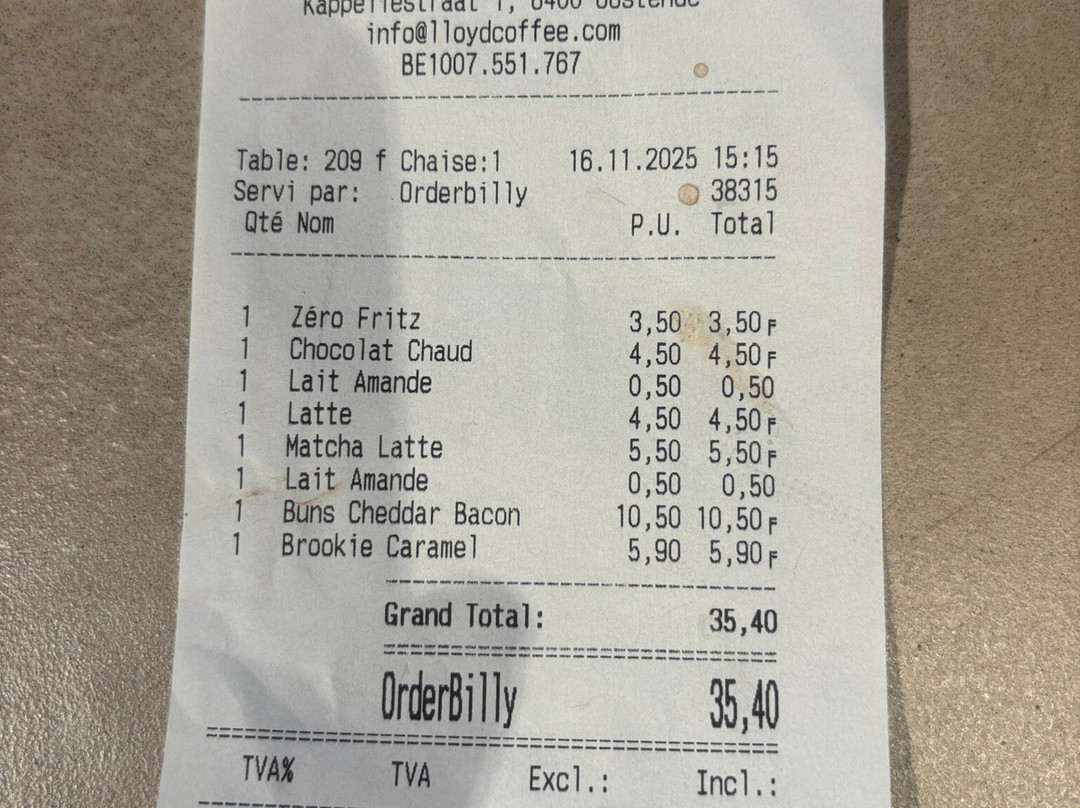 Kappellestraat 1, 8400 Oostende
info@lloydcoffee.com
BE1007.551.767
Table: 209 f Chaise:1 16.11.2025 15:15
Servi par: Orderbilly 38315
Qté Nom P.U. Total
1 Zéro Fritz 3,50 3,50 F
1 Chocolat Chaud 4,50 4,50 F
1 Lait Amande 0,50 0,50
1 Latte 4,50 4,50 F
1 Matcha Latte 5,50 5,50 F
1 Lait Amande 0,50 0,50
1 Buns Cheddar Bacon 10,50 10,50 F
1 Brookie Caramel 5,90 5,90 F
Grand Total: 35,40
OrderBilly 35,40
TVA% TVA Excl.: Incl.: